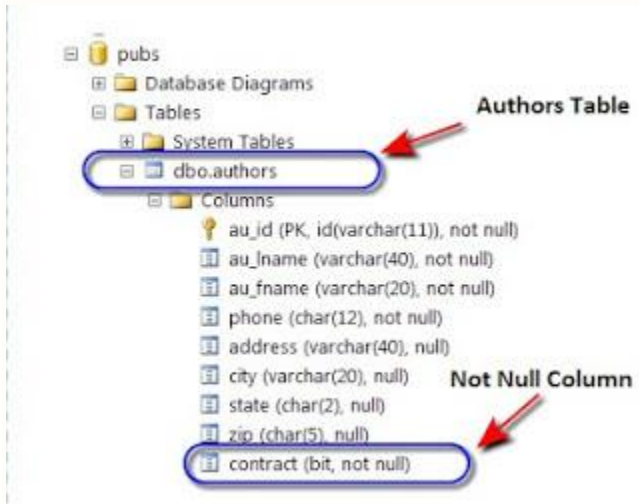 pubs
Database Diagrams
Tables
Authors Table
System Tables
dbo.authors
Columns
au_id (PK, id(varchar(11)), not null)
au_lname (varchar(40), not null)
au_fname (varchar(20), not null)
phone (char(12), not null)
address (varchar(40), null)
city (varchar(20), null)
Not Null Column
state (char(2), null)
zip (char(5), null)
contract (bit, not null)